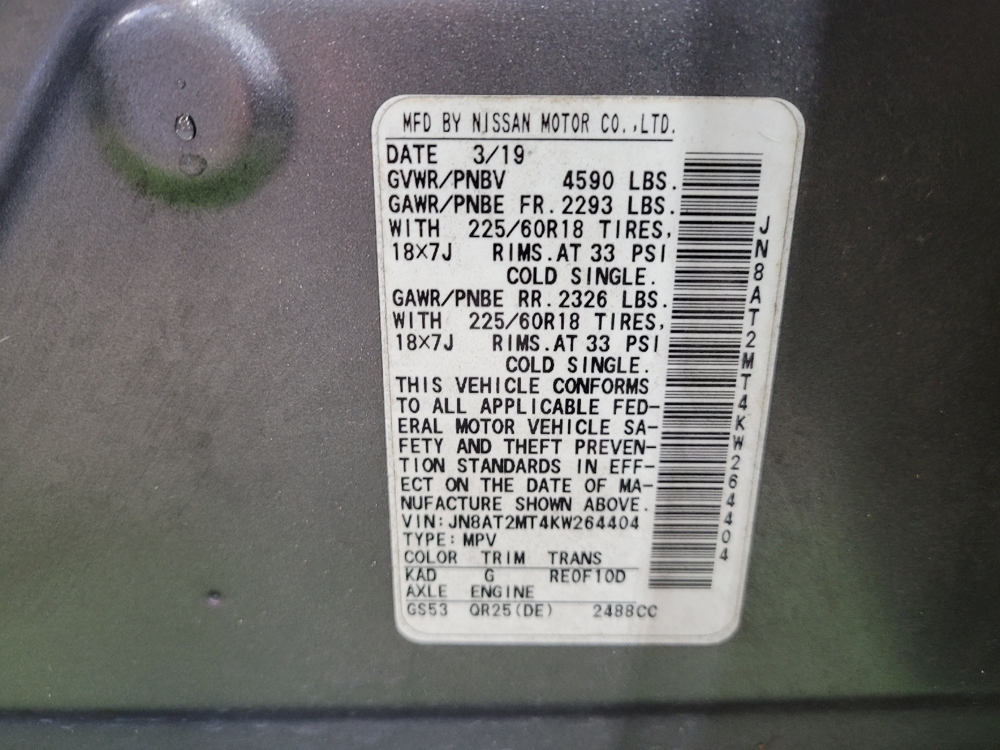 MFD BY NISSAN MOTOR CO.,LTD.
DATE 3/19
GVWR/PNBV 4590 LBS.
GAWR/PNBE FR.2293 LBS.
WITH 225/60R18 TIRES,
18×7J RIMS.AT 33 PSI
COLD SINGLE.
GAWR/PNBE RR.2326 LBS.
WITH 225/60R18 TIRES,
18×7J RIMS.AT 33 PSI
COLD SINGLE.
THIS VEHICLE CONFORMS
TO ALL APPLICABLE FED-
ERAL MOTOR VEHICLE SA-
FETY AND THEFT PREVEN-
TION STANDARDS IN EFF-
ECT ON THE DATE OF MA-
NUFACTURE SHOWN ABOVE.
VIN:JN8AT2MT4KW264404
TYPE:MPV
COLOR TRIM TRANS
KAD G RE0F10D
AXLE ENGINE
GS53 QR25(DE) 2488CC
JN8AT2MT4KW264404